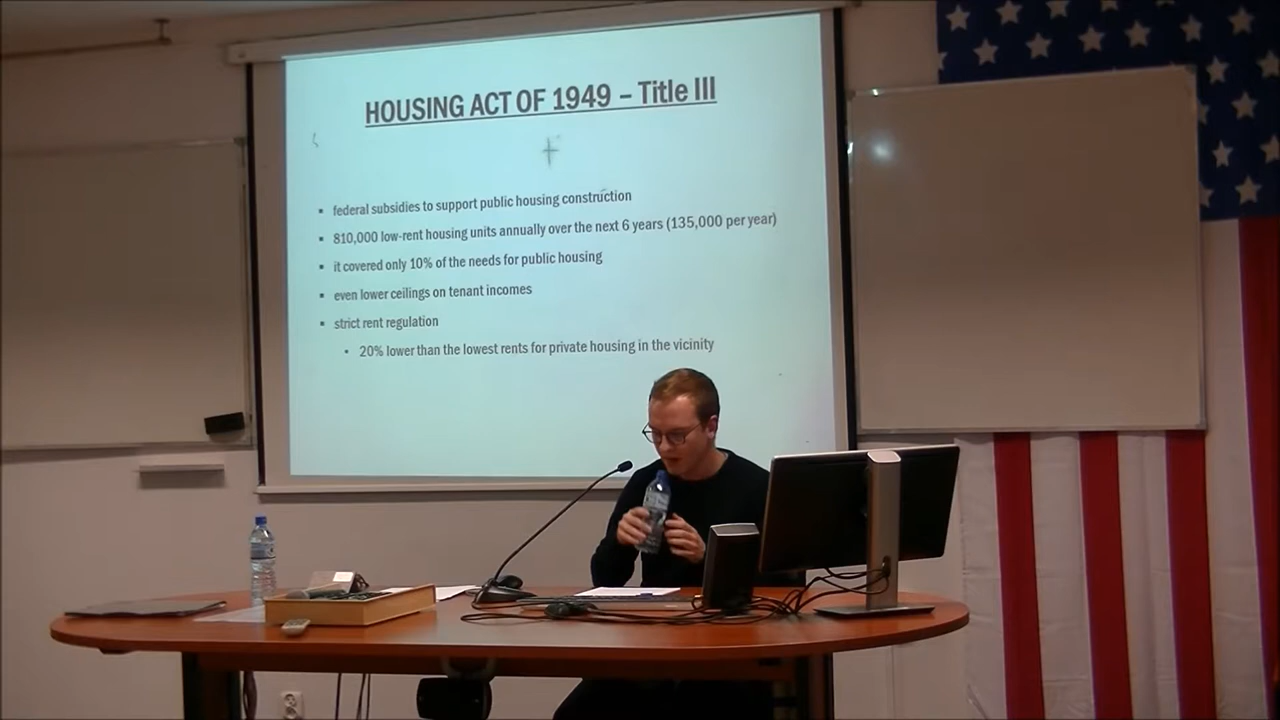 HOUSING ACT OF 1949 – Title III
▪ federal subsidies to support public housing construction
▪ 810,000 low-rent housing units annually over the next 6 years (135,000 per year)
▪ it covered only 10% of the needs for public housing
▪ even lower ceilings on tenant incomes
▪ strict rent regulation
• 20% lower than the lowest rents for private housing in the vicinity